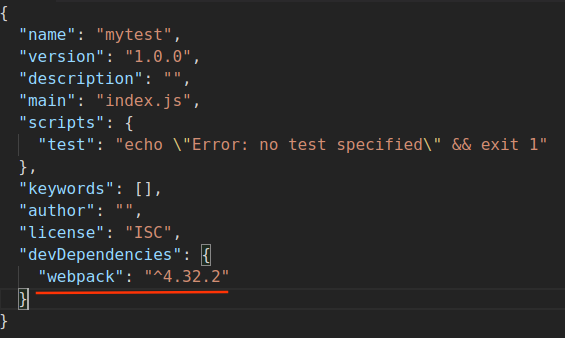 {
  "name": "mytest",
  "version": "1.0.0",
  "description": "",
  "main": "index.js",
  "scripts": {
    "test": "echo \"Error: no test specified\" && exit 1"
  },
  "keywords": [],
  "author": "",
  "license": "ISC",
  "devDependencies": {
    "webpack": "^4.32.2"
  }
}